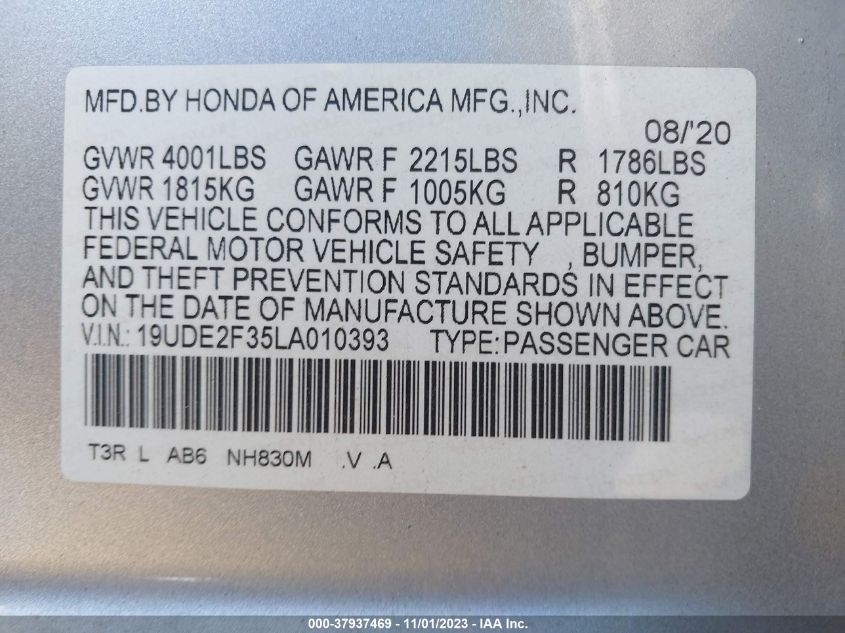 MFD.BY HONDA OF AMERICA MFG.,INC.
08/'20
GVWR 4001LBS GAWR F 2215LBS R 1786LBS
GVWR 1815KG GAWR F 1005KG R 810KG
THIS VEHICLE CONFORMS TO ALL APPLICABLE
FEDERAL MOTOR VEHICLE SAFETY , BUMPER,
AND THEFT PREVENTION STANDARDS IN EFFECT
ON THE DATE OF MANUFACTURE SHOWN ABOVE.
V.I.N.: 19UDE2F35LA010393 TYPE:PASSENGER CAR
T3R L AB6 NH830M .V .A
000-37937469 - 11/01/2023 - IAA Inc.